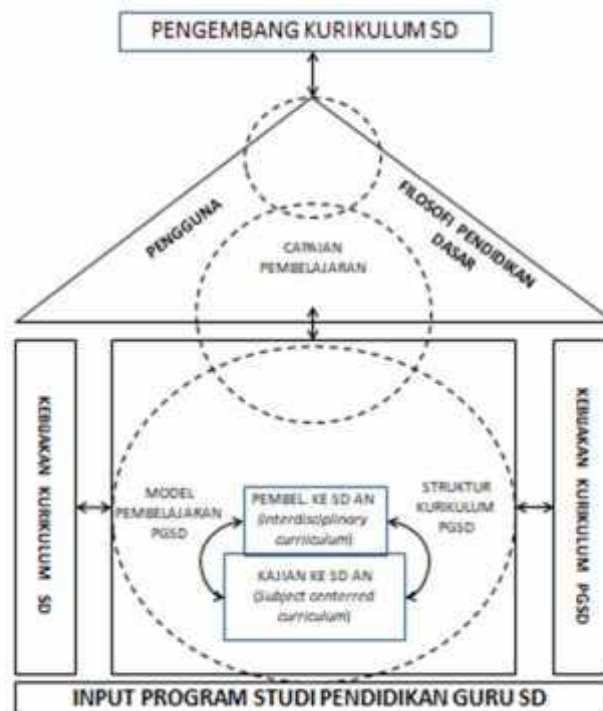 PENGEMBANG KURIKULUM SD
PENGGUNA
FILOSOFI PENDIDIKAN
DASAR
CAPAIAN
PEMBELAJARAN
KEBIJAKAN KURIKULUM
SD
MODEL
PEMBELAJARAN
PGSD
PEMBEL. KE SD AN
(interdisciplinary
curriculum)
STRUKTUR
KURIKULUM
PGSD
KAJIAN KE SD AN
(Subject centerred
curriculum)
KEBIJAKAN KURIKULUM PGSD
INPUT PROGRAM STUDI PENDIDIKAN GURU SD